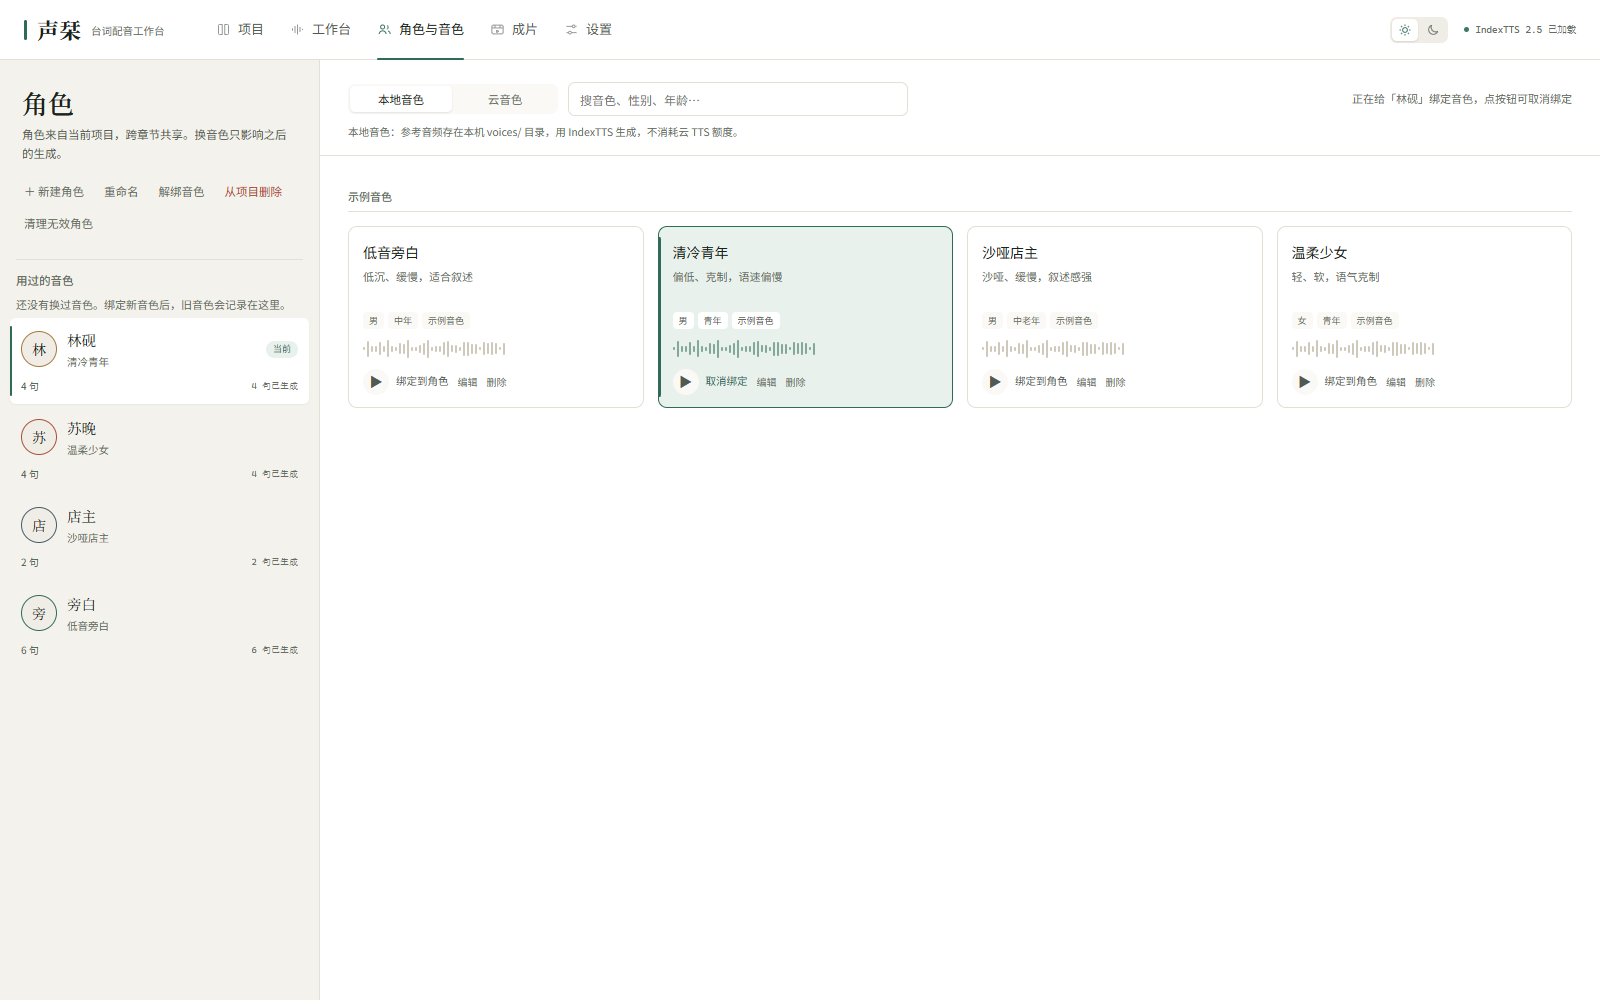 声栞 台词配音工作台
项目 工作台 角色与音色 成片 设置
IndexTTS 2.5 已加载
角色
角色来自当前项目，跨章节共享。换音色只影响之后
的生成。
＋ 新建角色 重命名 解绑音色 从项目删除
清理无效角色
用过的音色
还没有换过音色。绑定新音色后，旧音色会记录在这里。
林
林砚
清冷青年
当前
4 句 4 句已生成
苏
苏晚
温柔少女
4 句 4 句已生成
店
店主
沙哑店主
2 句 2 句已生成
旁
旁白
低音旁白
6 句 6 句已生成
本地音色 云音色 搜音色、性别、年龄…
正在给「林砚」绑定音色，点按钮可取消绑定
本地音色：参考音频存在本机 voices/ 目录，用 IndexTTS 生成，不消耗云 TTS 额度。
示例音色
低音旁白
低沉、缓慢，适合叙述
男 中年 示例音色
绑定到角色 编辑 删除
清冷青年
偏低、克制，语速偏慢
男 青年 示例音色
取消绑定 编辑 删除
沙哑店主
沙哑、缓慢，叙述感强
男 中老年 示例音色
绑定到角色 编辑 删除
温柔少女
轻、软，语气克制
女 青年 示例音色
绑定到角色 编辑 删除